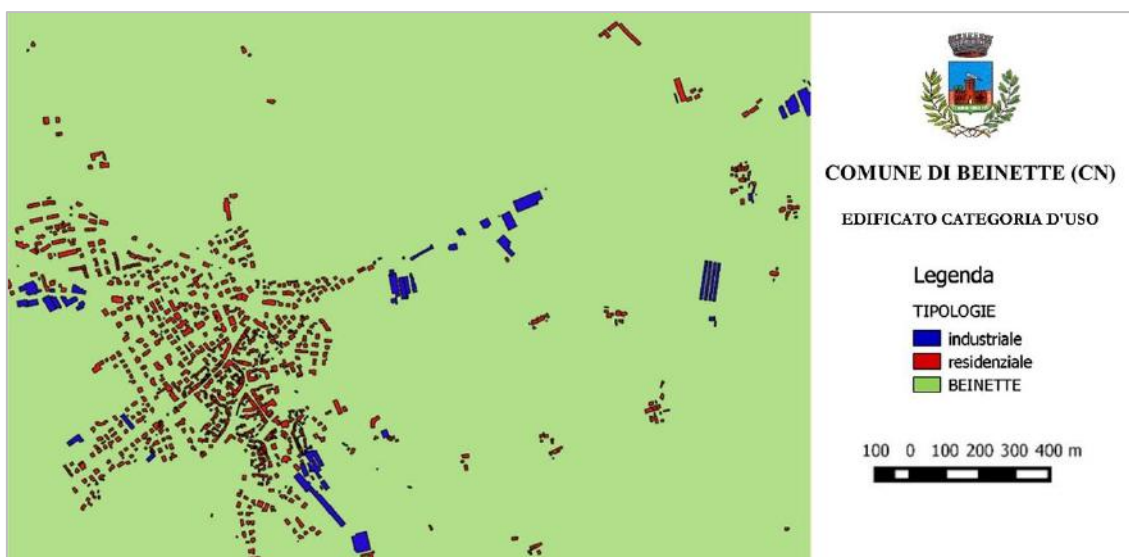 COMUNE DI BEINETTE (CN)
EDIFICATO CATEGORIA D'USO
Legenda
TIPOLOGIE
industriale
residenziale
BEINETTE
100 0 100 200 300 400 m